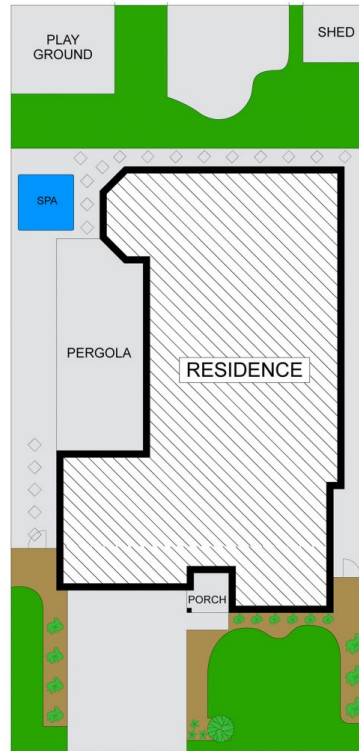 PLAY
GROUND
SHED
SPA
PERGOLA
RESIDENCE
PORCH